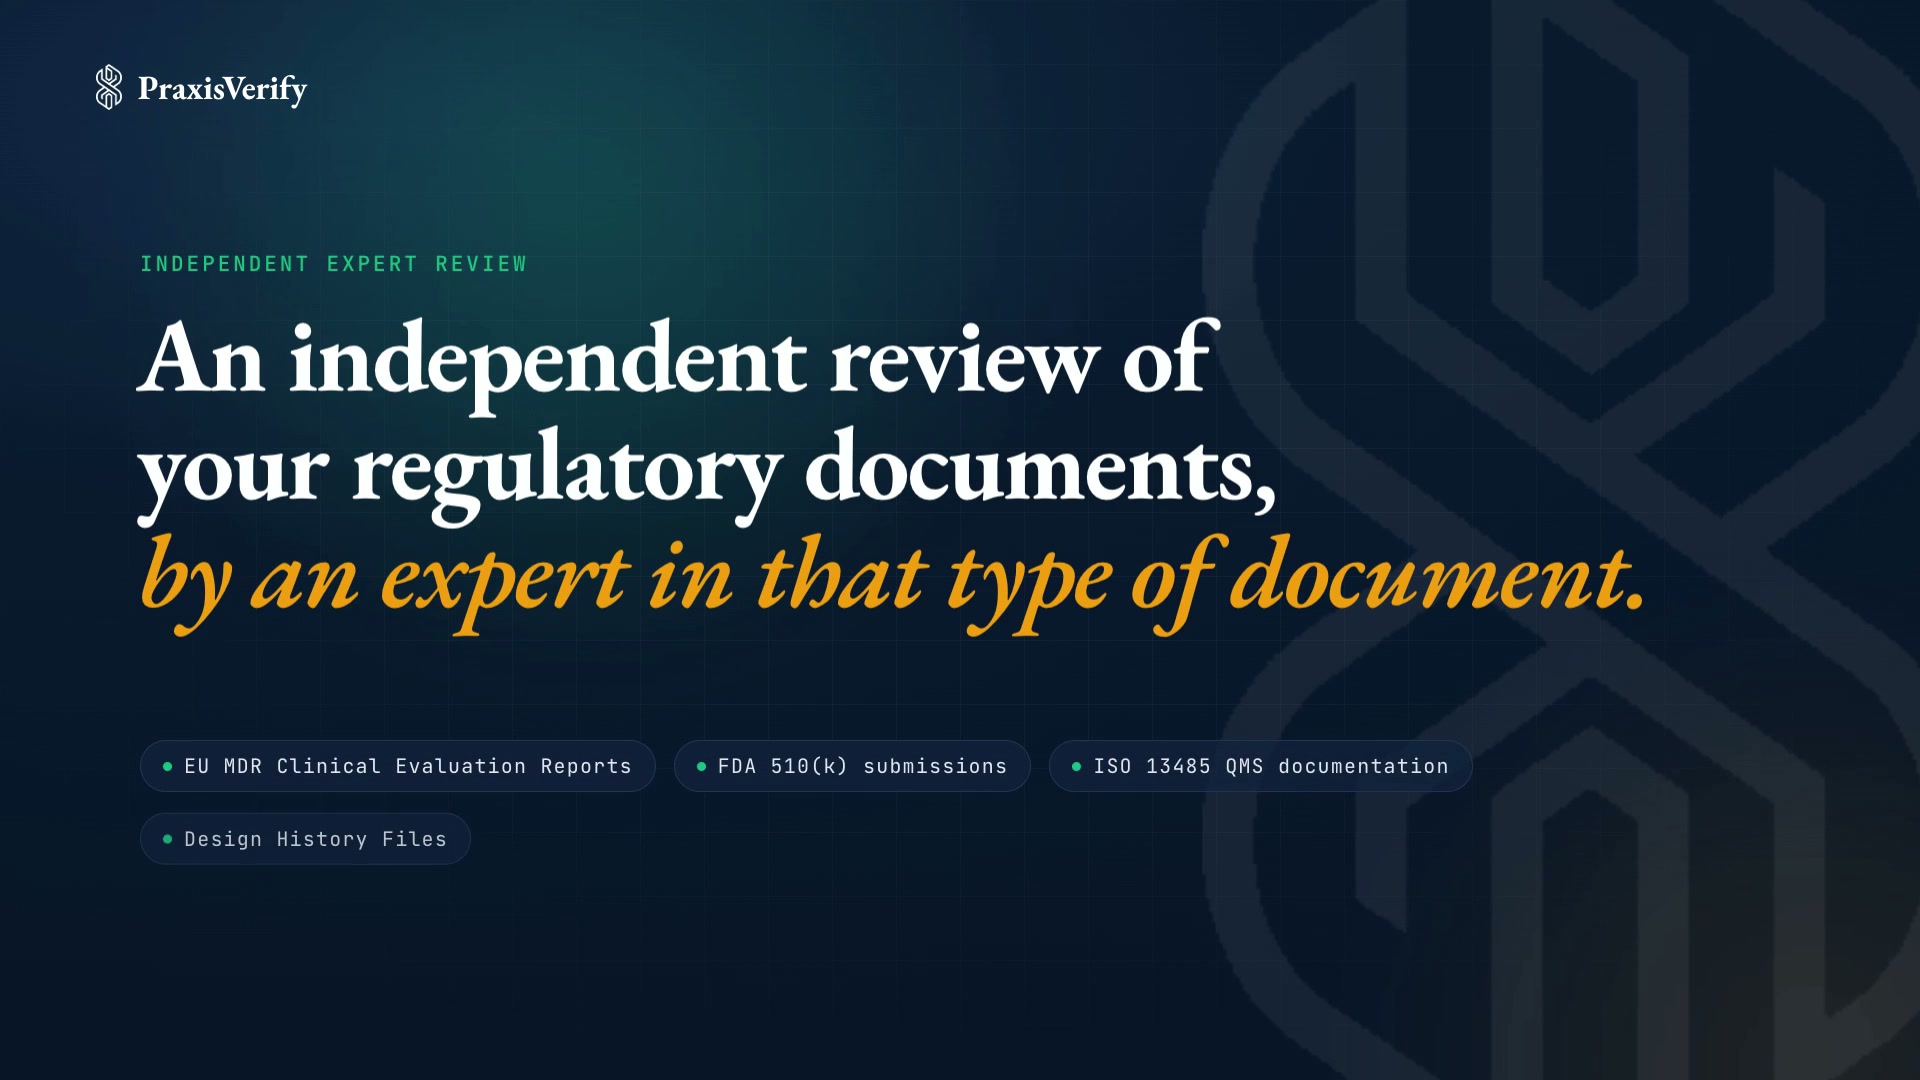 PraxisVerify
INDEPENDENT EXPERT REVIEW
An independent review of
your regulatory documents,
by an expert in that type of document.
EU MDR Clinical Evaluation Reports
FDA 510(k) submissions
ISO 13485 QMS documentation
Design History Files